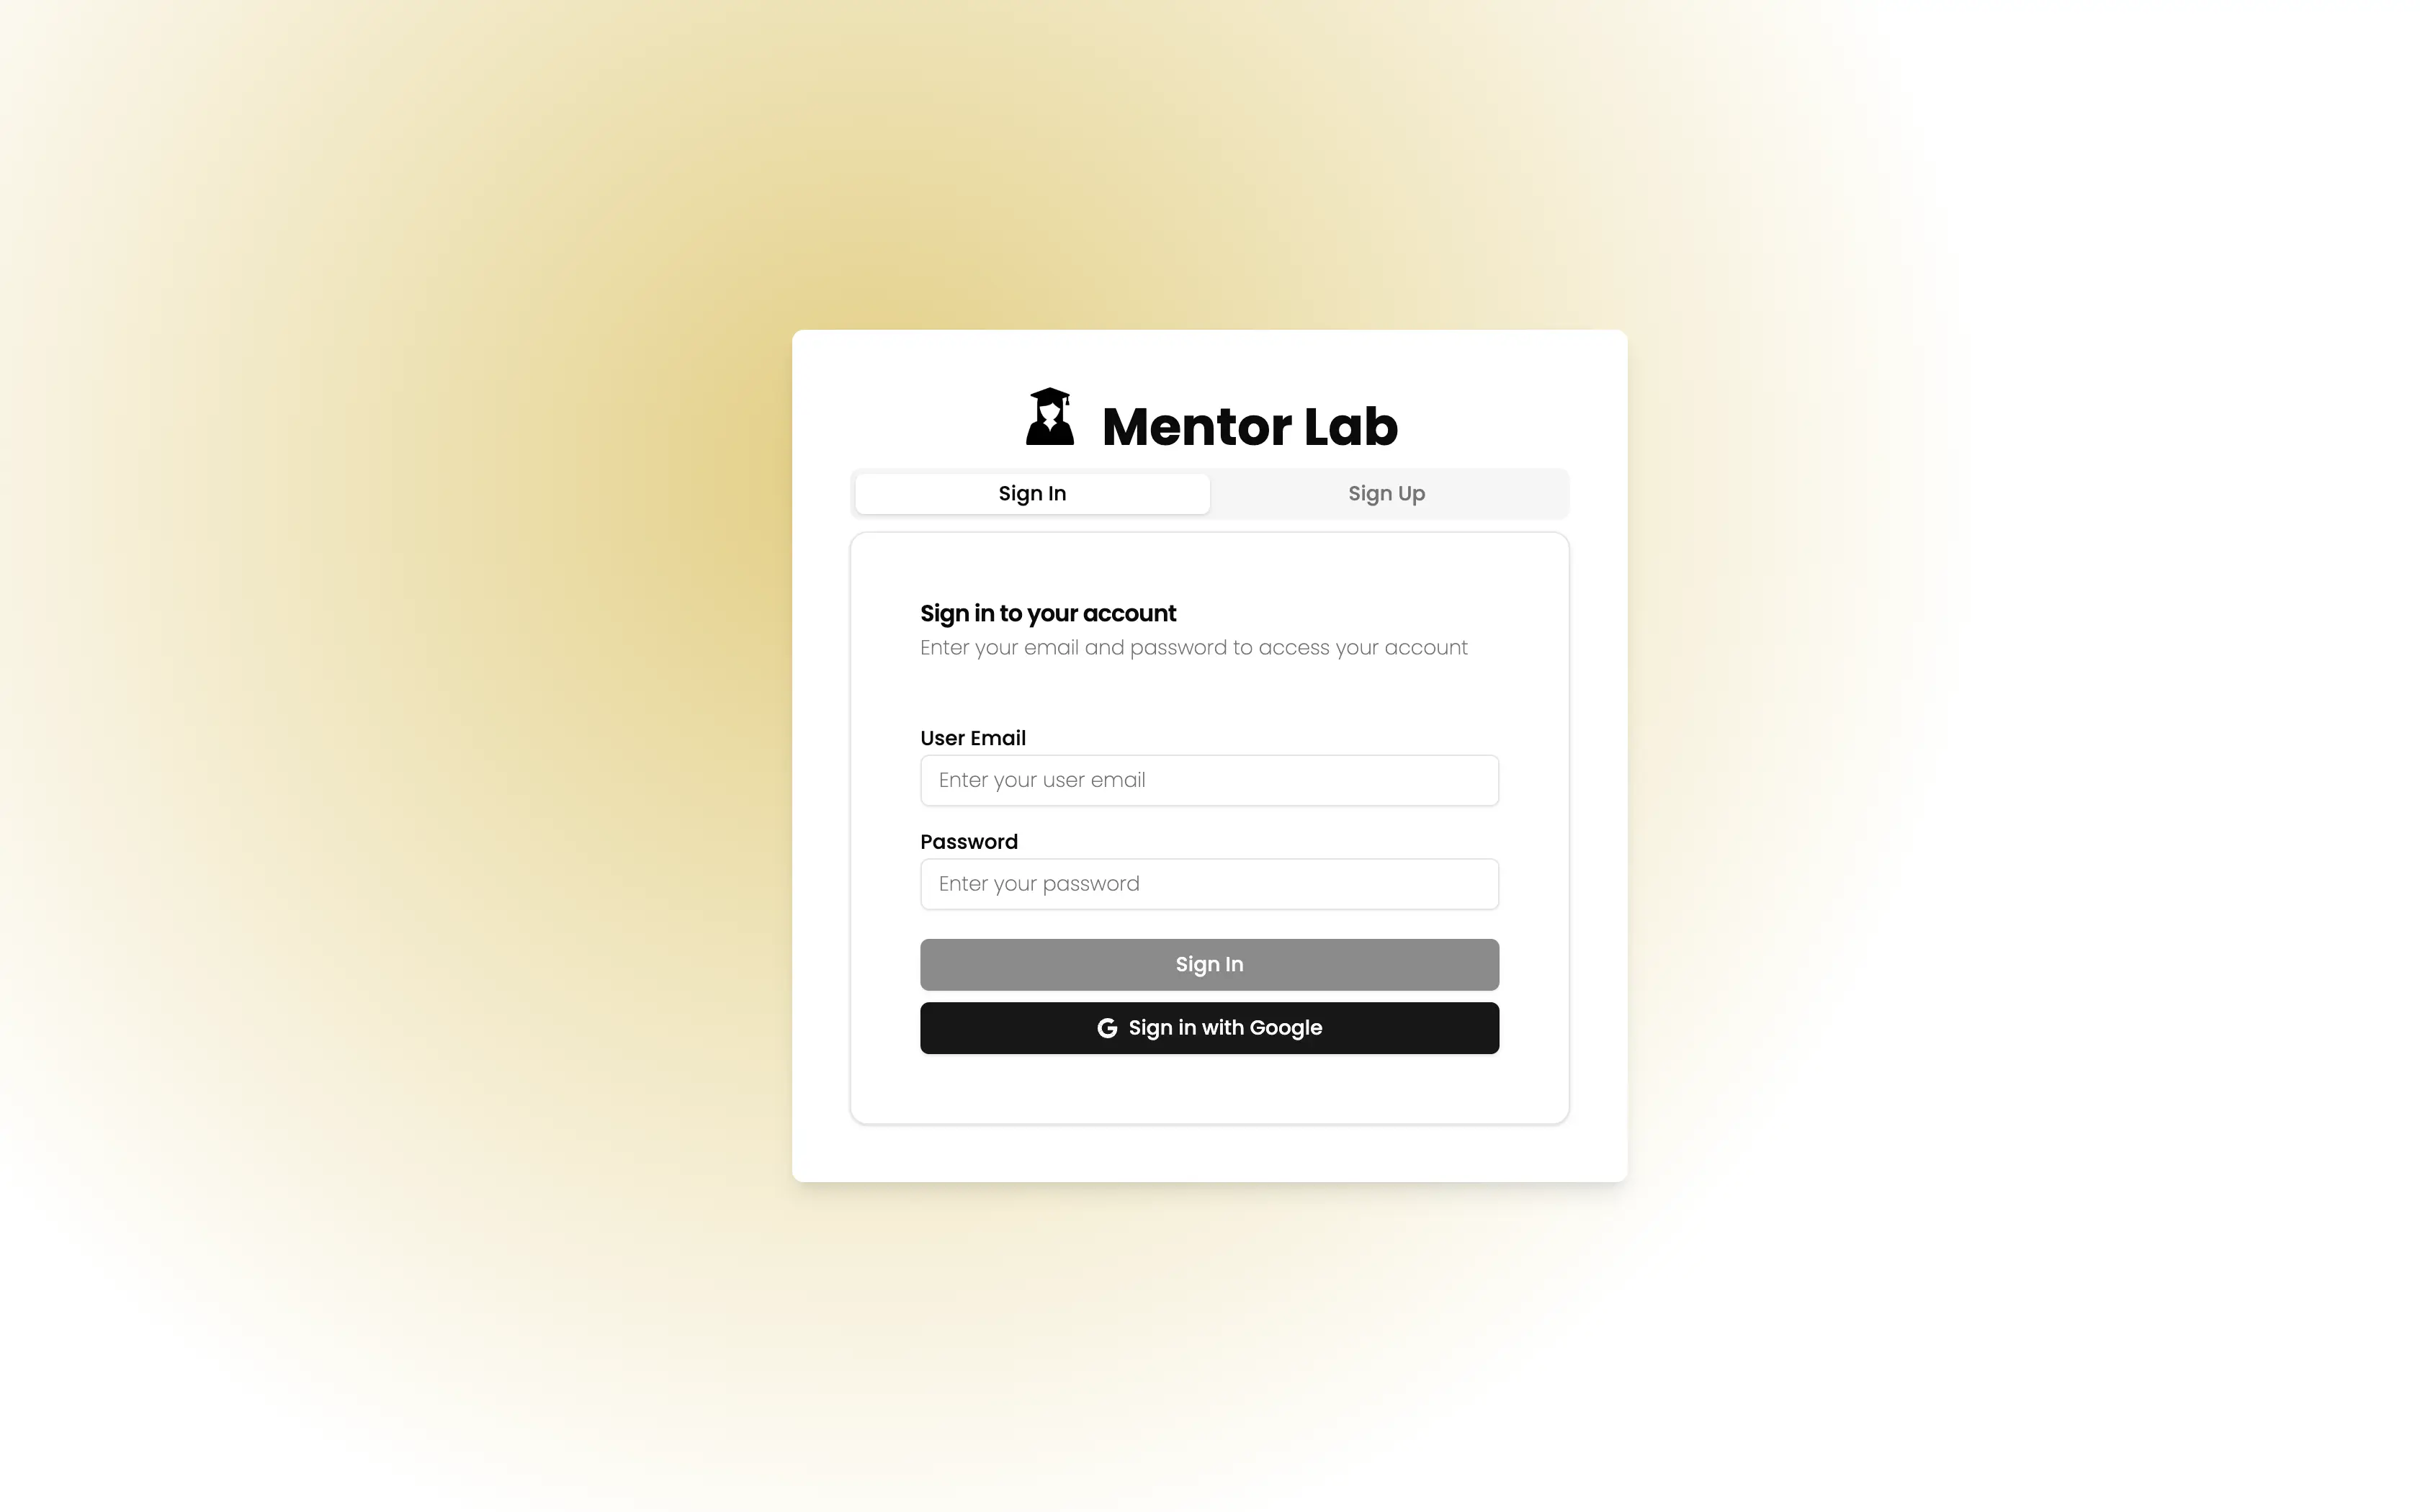 Mentor Lab
Sign In
Sign Up
Sign in to your account
Enter your email and password to access your account
User Email
Enter your user email
Password
Enter your password
Sign In
Sign in with Google